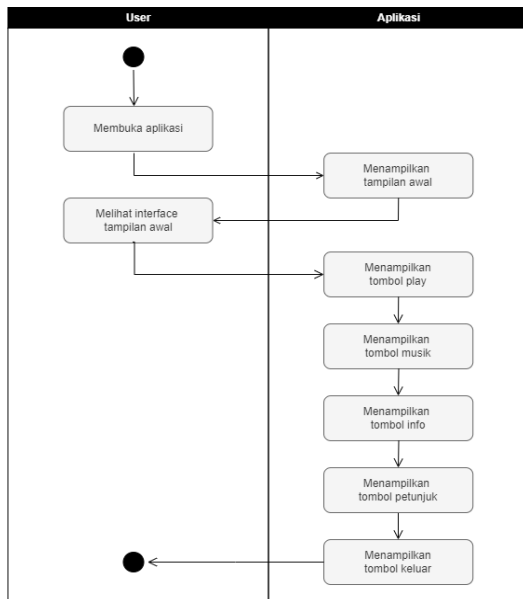 User
Aplikasi
Membuka aplikasi
Menampilkan
tampilan awal
Melihat interface
tampilan awal
Menampilkan
tombol play
Menampilkan
tombol musik
Menampilkan
tombol info
Menampilkan
tombol petunjuk
Menampilkan
tombol keluar